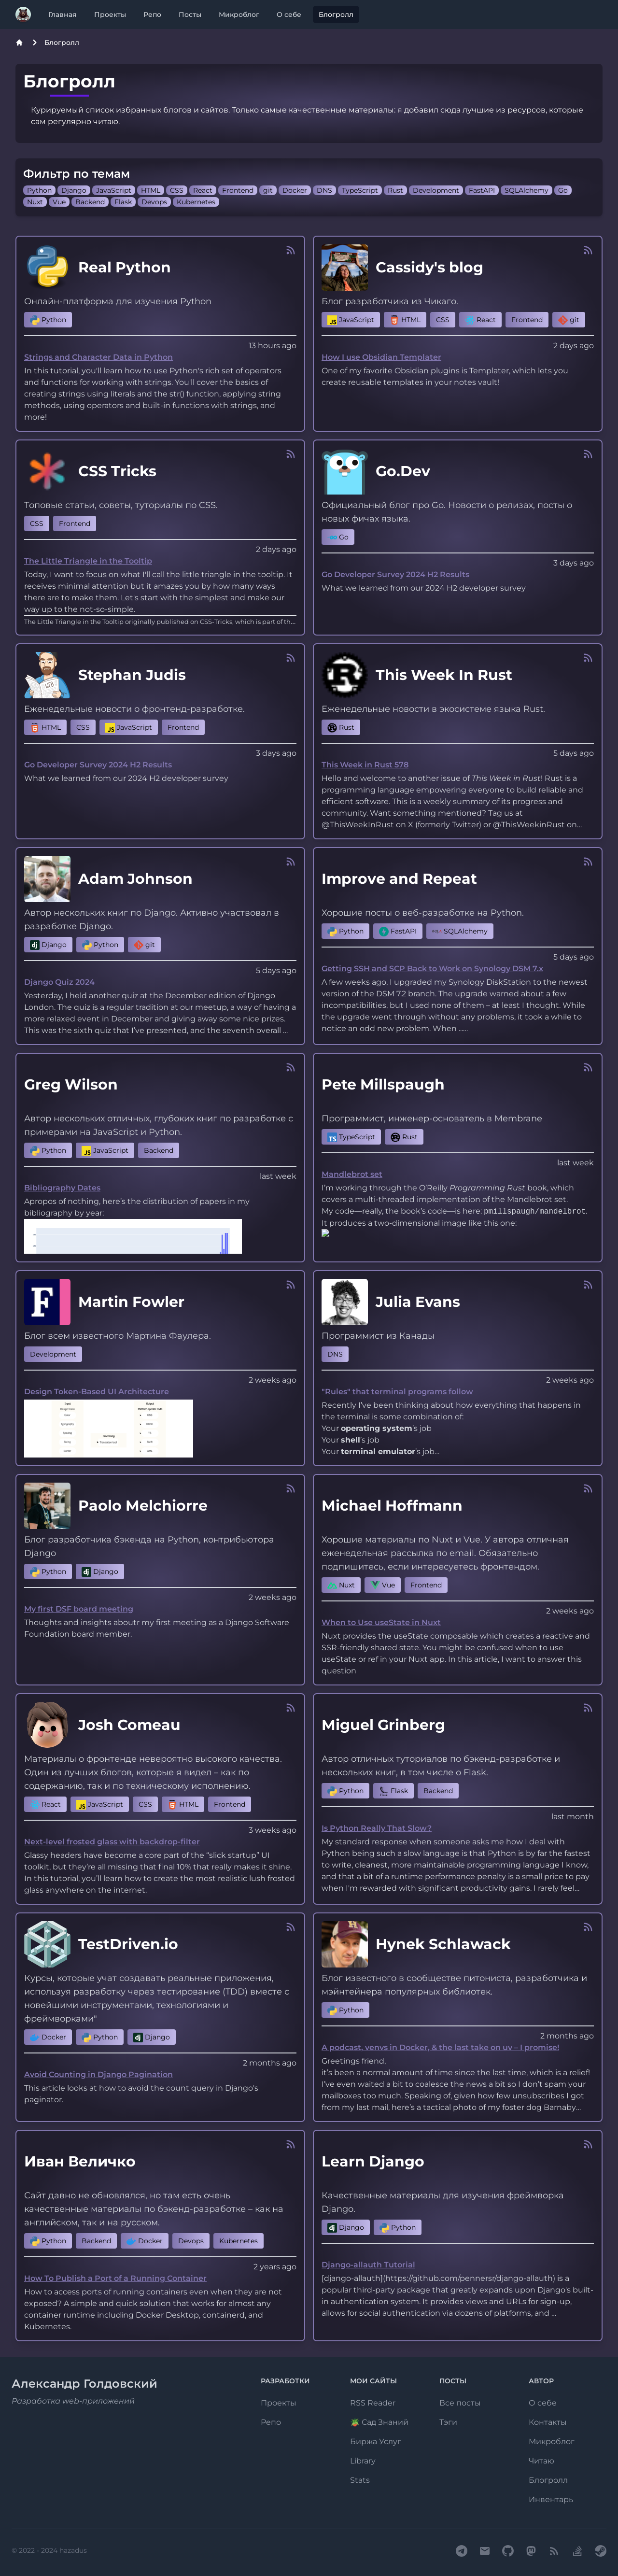 Главная Проекты Репо Посты Микроблог О себе Блогролл
Блогролл
Блогролл
Курируемый список избранных блогов и сайтов. Только самые качественные материалы: я добавил сюда лучшие из ресурсов, которые
сам регулярно читаю.
Фильтр по темам
Python Django JavaScript HTML CSS React Frontend git Docker DNS TypeScript Rust Development FastAPI SQLAlchemy Go
Nuxt Vue Backend Flask Devops Kubernetes
Real Python
Онлайн-платформа для изучения Python
Python
13 hours ago
Strings and Character Data in Python
In this tutorial, you'll learn how to use Python's rich set of operators
and functions for working with strings. You'll cover the basics of
creating strings using literals and the str() function, applying string
methods, using operators and built-in functions with strings, and
more!
Cassidy's blog
Блог разработчика из Чикаго.
JavaScript HTML CSS React Frontend git
2 days ago
How I use Obsidian Templater
One of my favorite Obsidian plugins is Templater, which lets you
create reusable templates in your notes vault!
CSS Tricks
Топовые статьи, советы, туториалы по CSS.
CSS Frontend
2 days ago
The Little Triangle in the Tooltip
Today, I want to focus on what I'll call the little triangle in the tooltip. It
receives minimal attention but it amazes you by how many ways
there are to make them. Let's start with the simplest and make our
way up to the not-so-simple.
The Little Triangle in the Tooltip originally published on CSS-Tricks, which is part of th...
Go.Dev
Официальный блог про Go. Новости о релизах, посты о
новых фичах языка.
Go
3 days ago
Go Developer Survey 2024 H2 Results
What we learned from our 2024 H2 developer survey
Stephan Judis
Еженедельные новости о фронтенд-разработке.
HTML CSS JavaScript Frontend
3 days ago
Go Developer Survey 2024 H2 Results
What we learned from our 2024 H2 developer survey
This Week In Rust
Еженедельные новости в экосистеме языка Rust.
Rust
5 days ago
This Week in Rust 578
Hello and welcome to another issue of This Week in Rust! Rust is a
programming language empowering everyone to build reliable and
efficient software. This is a weekly summary of its progress and
community. Want something mentioned? Tag us at
@ThisWeekInRust on X (formerly Twitter) or @ThisWeekinRust on...
Adam Johnson
Автор нескольких книг по Django. Активно участвовал в
разработке Django.
Django Python git
5 days ago
Django Quiz 2024
Yesterday, I held another quiz at the December edition of Django
London. The quiz is a regular tradition at our meetup, a way of having a
more relaxed event in December and giving away some nice prizes.
This was the sixth quiz that I've presented, and the seventh overall ...
Improve and Repeat
Хорошие посты о веб-разработке на Python.
Python FastAPI SQLAlchemy
5 days ago
Getting SSH and SCP Back to Work on Synology DSM 7.x
A few weeks ago, I upgraded my Synology DiskStation to the newest
version of the DSM 7.2 branch. The upgrade warned about a few
incompatibilities, but I used none of them – at least I thought. While
the upgrade went through without any problems, it took a while to
notice an odd new problem. When ......
Greg Wilson
Автор нескольких отличных, глубоких книг по разработке с
примерами на JavaScript и Python.
Python JavaScript Backend
last week
Bibliography Dates
Apropos of nothing, here's the distribution of papers in my
bibliography by year:
Pete Millspaugh
Программист, инженер-основатель в Membrane
TypeScript Rust
last week
Mandlebrot set
I'm working through the O'Reilly Programming Rust book, which
covers a multi-threaded implementation of the Mandlebrot set.
My code—really, the book's code—is here: pmillspaugh/mandelbrot.
It produces a two-dimensional image like this one:
Martin Fowler
Блог всем известного Мартина Фаулера.
Development
2 weeks ago
Design Token-Based UI Architecture
Julia Evans
Программист из Канады
DNS
2 weeks ago
"Rules" that terminal programs follow
Recently I've been thinking about how everything that happens in
the terminal is some combination of:
Your operating system's job
Your shell's job
Your terminal emulator's job...
Paolo Melchiorre
Блог разработчика бэкенда на Python, контрибьютора
Django
Python Django
2 weeks ago
My first DSF board meeting
Thoughts and insights aboutr my first meeting as a Django Software
Foundation board member.
Michael Hoffmann
Хорошие материалы по Nuxt и Vue. У автора отличная
еженедельная рассылка по email. Обязательно
подпишитесь, если интересуетесь фронтендом.
Nuxt Vue Frontend
2 weeks ago
When to Use useState in Nuxt
Nuxt provides the useState composable which creates a reactive and
SSR-friendly shared state. You might be confused when to use
useState or ref in your Nuxt app. In this article, I want to answer this
question
Josh Comeau
Материалы о фронтенде невероятно высокого качества.
Один из лучших блогов, которые я видел – как по
содержанию, так и по техническому исполнению.
React JavaScript CSS HTML Frontend
3 weeks ago
Next-level frosted glass with backdrop-filter
Glassy headers have become a core part of the "slick startup" UI
toolkit, but they're all missing that final 10% that really makes it shine.
In this tutorial, you'll learn how to create the most realistic lush frosted
glass anywhere on the internet.
Miguel Grinberg
Автор отличных туториалов по бэкенд-разработке и
нескольких книг, в том числе о Flask.
Python Flask Backend
last month
Is Python Really That Slow?
My standard response when someone asks me how I deal with
Python being such a slow language is that Python is by far the fastest
to write, cleanest, more maintainable programming language I know,
and that a bit of a runtime performance penalty is a small price to pay
when I'm rewarded with significant productivity gains. I rarely feel...
TestDriven.io
Курсы, которые учат создавать реальные приложения,
используя разработку через тестирование (TDD) вместе с
новейшими инструментами, технологиями и
фреймворками"
Docker Python Django
2 months ago
Avoid Counting in Django Pagination
This article looks at how to avoid the count query in Django's
paginator.
Hynek Schlawack
Блог известного в сообществе питониста, разработчика и
мэйнтейнера популярных библиотек.
Python
2 months ago
A podcast, venvs in Docker, & the last take on uv – I promise!
Greetings friend,
it's been a normal amount of time since the last time, which is a relief!
I've even waited a bit to coalesce the news a bit so I don't spam your
mailboxes too much. Speaking of, given how few unsubscribes I got
from my last mail, here's a tactical photo of my foster dog Barnaby...
Иван Величко
Сайт давно не обновлялся, но там есть очень
качественные материалы по бэкенд-разработке – как на
английском, так и на русском.
Python Backend Docker Devops Kubernetes
2 years ago
How To Publish a Port of a Running Container
How to access ports of running containers even when they are not
exposed? A simple and quick solution that works for almost any
container runtime including Docker Desktop, containerd, and
Kubernetes.
Learn Django
Качественные материалы для изучения фреймворка
Django.
Django Python
Django-allauth Tutorial
[django-allauth](https://github.com/pennersr/django-allauth) is a
popular third-party package that greatly expands upon Django's built-
in authentication system. It provides views and URLs for sign-up,
allows for social authentication via dozens of platforms, and ...
Александр Голдовский
Разработка web-приложений
РАЗРАБОТКИ
Проекты
Репо
МОИ САЙТЫ
RSS Reader
Сад Знаний
Биржа Услуг
Library
Stats
ПОСТЫ
Все посты
Тэги
АВТОР
О себе
Контакты
Микроблог
Читаю
Блогролл
Инвентарь
© 2022 - 2024 hazadus